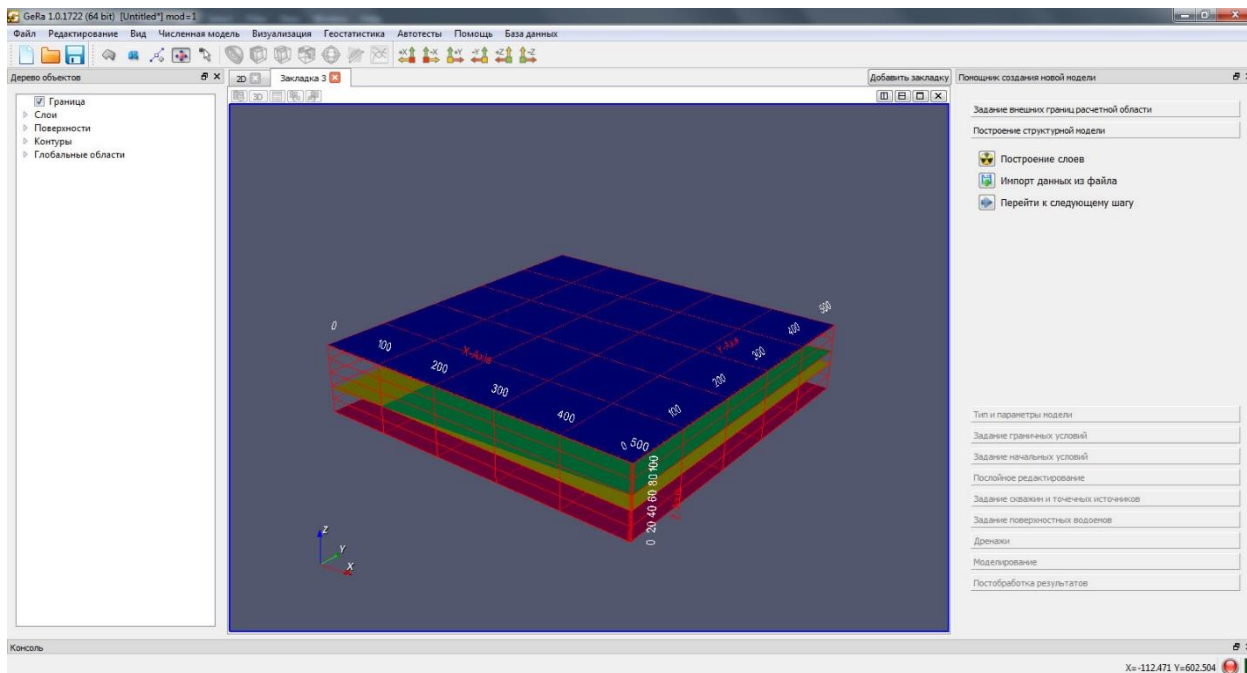 GeRa 1.0.1722 (64 bit) [Untitled*] mod=1
Файл Редактирование Вид Численная модель Визуализация Геостатистика Автотесты Помощь База данных
+X -X +Y -Y +Z -Z
Дерево объектов
2D Закладка 3 Добавить закладку
Помощник создания новой модели
3D
Граница
Слои
Поверхности
Контуры
Глобальные области
Задание внешних границ расчетной области
Построение структурной модели
Построение слоев
Импорт данных из файла
Перейти к следующему шагу
0 100 200 300 400 500
X-Axis
0 100 200 300 400 500
Y-Axis
0 20 40 60 80 100
Z
Y
X
Тип и параметры модели
Задание граничных условий
Задание начальных условий
Послойное редактирование
Задание скважин и точечных источников
Задание поверхностных водоемов
Дренажи
Моделирование
Постобработка результатов
Консоль
X=-112.471 Y=602.504